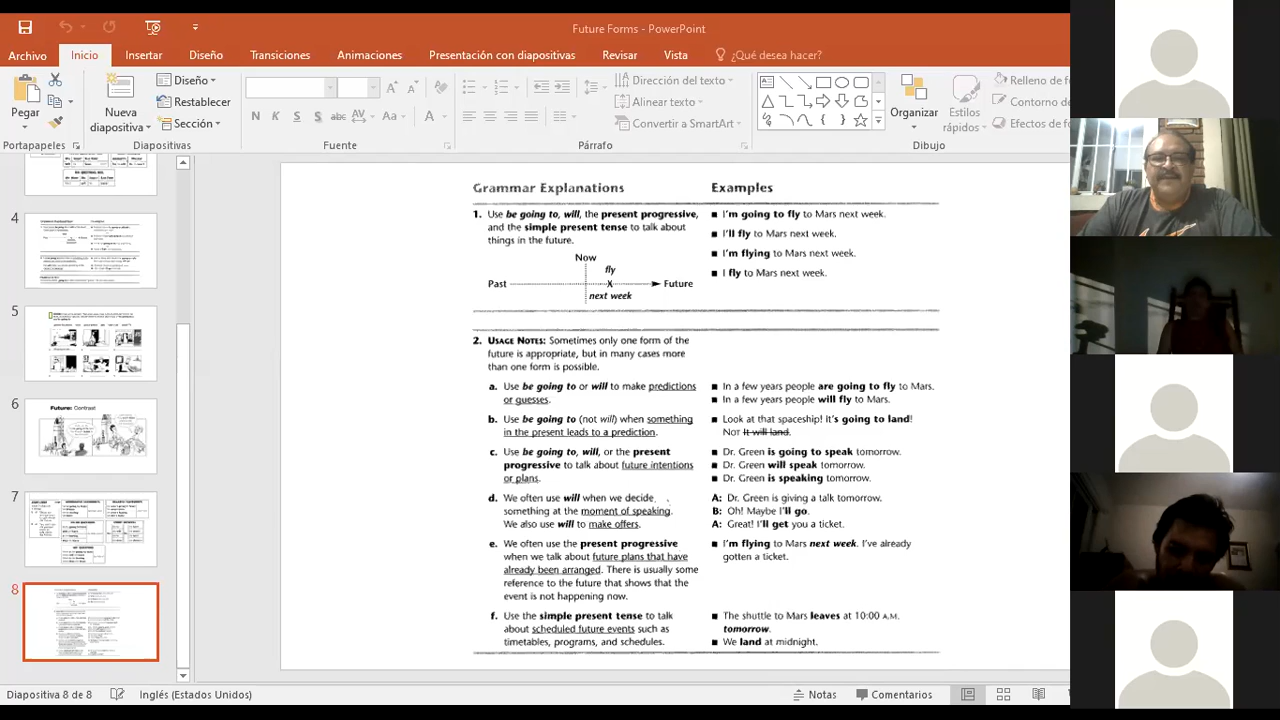 Future Forms - PowerPoint
Archivo Inicio Insertar Diseño Transiciones Animaciones Presentación con diapositivas Revisar Vista ¿Qué desea hacer?
Pegar
Nueva
diapositiva
Diseño
Restablecer
Sección
N K S S abc AV Aa A
Dirección del texto
Alinear texto
Convertir a SmartArt
Organizar
Estilos
rápidos
Relleno de fo
Contorno de
Efectos de fo
Portapapeles Diapositivas Fuente Párrafo Dibujo
4
5
6
Future: Contrast
7
8
Grammar Explanations Examples
1. Use be going to, will, the present progressive,
and the simple present tense to talk about
things in the future.
■ I'm going to fly to Mars next week.
■ I'll fly to Mars next week.
■ I'm flying to Mars next week.
■ I fly to Mars next week.
Now
fly
Past X Future
next week
2. USAGE NOTES: Sometimes only one form of the
future is appropriate, but in many cases more
than one form is possible.
a. Use be going to or will to make predictions
or guesses.
■ In a few years people are going to fly to Mars.
■ In a few years people will fly to Mars.
b. Use be going to (not will) when something
in the present leads to a prediction.
■ Look at that spaceship! It's going to land!
NOT It will land.
c. Use be going to, will, or the present
progressive to talk about future intentions
or plans.
■ Dr. Green is going to speak tomorrow.
■ Dr. Green will speak tomorrow.
■ Dr. Green is speaking tomorrow.
d. We often use will when we decide
something at the moment of speaking.
We also use will to make offers.
A: Dr. Green is giving a talk tomorrow.
B: Oh! Maybe I'll go.
A: Great! I'll get you a ticket.
e. We often use the present progressive
when we talk about future plans that have
already been arranged. There is usually some
reference to the future that shows that the
event is not happening now.
■ I'm flying to Mars next week. I've already
gotten a ticket.
f. Use the simple present tense to talk
about scheduled future events such as
timetables, programs, and schedules.
■ The shuttle to Mars leaves at 10:00 A.M.
tomorrow.
■ We land at midnight.
Diapositiva 8 de 8 Inglés (Estados Unidos) Notas Comentarios